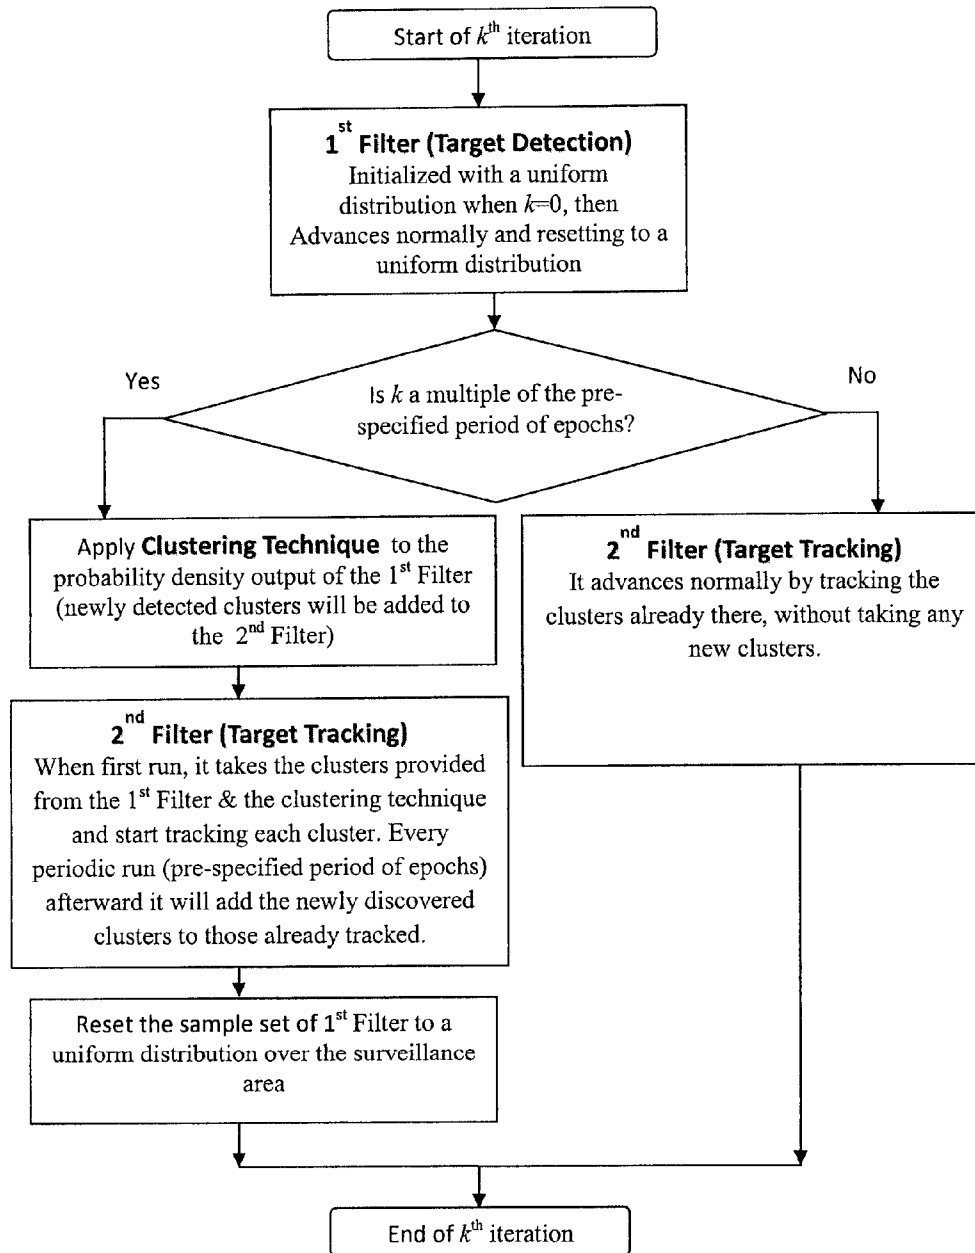 Start of kth iteration
1st Filter (Target Detection)
Initialized with a uniform
distribution when k=0, then
Advances normally and resetting to a
uniform distribution
Yes
No
Is k a multiple of the pre-
specified period of epochs?
Apply Clustering Technique to the
probability density output of the 1st Filter
(newly detected clusters will be added to
the 2nd Filter)
2nd Filter (Target Tracking)
It advances normally by tracking the
clusters already there, without taking any
new clusters.
2nd Filter (Target Tracking)
When first run, it takes the clusters provided
from the 1st Filter & the clustering technique
and start tracking each cluster. Every
periodic run (pre-specified period of epochs)
afterward it will add the newly discovered
clusters to those already tracked.
Reset the sample set of 1st Filter to a
uniform distribution over the surveillance
area
End of kth iteration